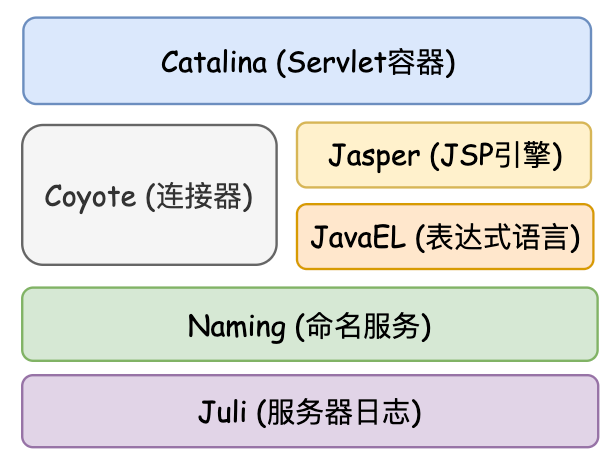 Catalina (Servlet容器)
Coyote (连接器)
Jasper (JSP引擎)
JavaEL (表达式语言)
Naming (命名服务)
Juli (服务器日志)